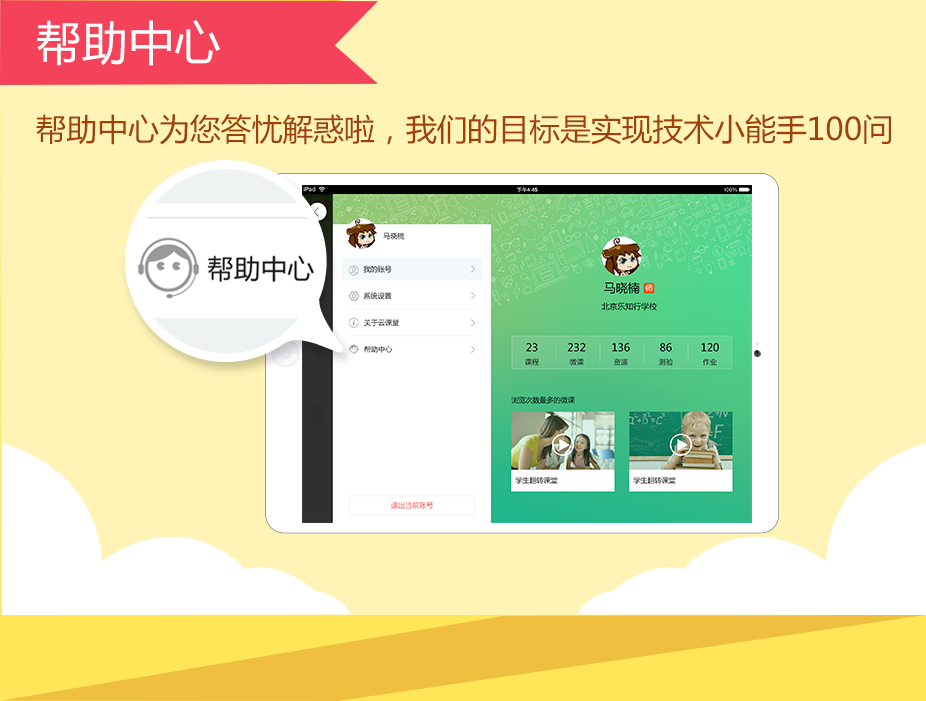 帮助中心
帮助中心为您答忧解惑啦，我们的目标是实现技术小能手100问
iPad
下午4:45
100%
帮助中心
马晓楠
我的账号
系统设置
关于云课堂
帮助中心
退出当前账号
马晓楠 师
北京乐知行学校
23 232 136 86 120
课程 微课 资源 测验 作业
浏览次数最多的微课
学生翻转课堂 学生翻转课堂